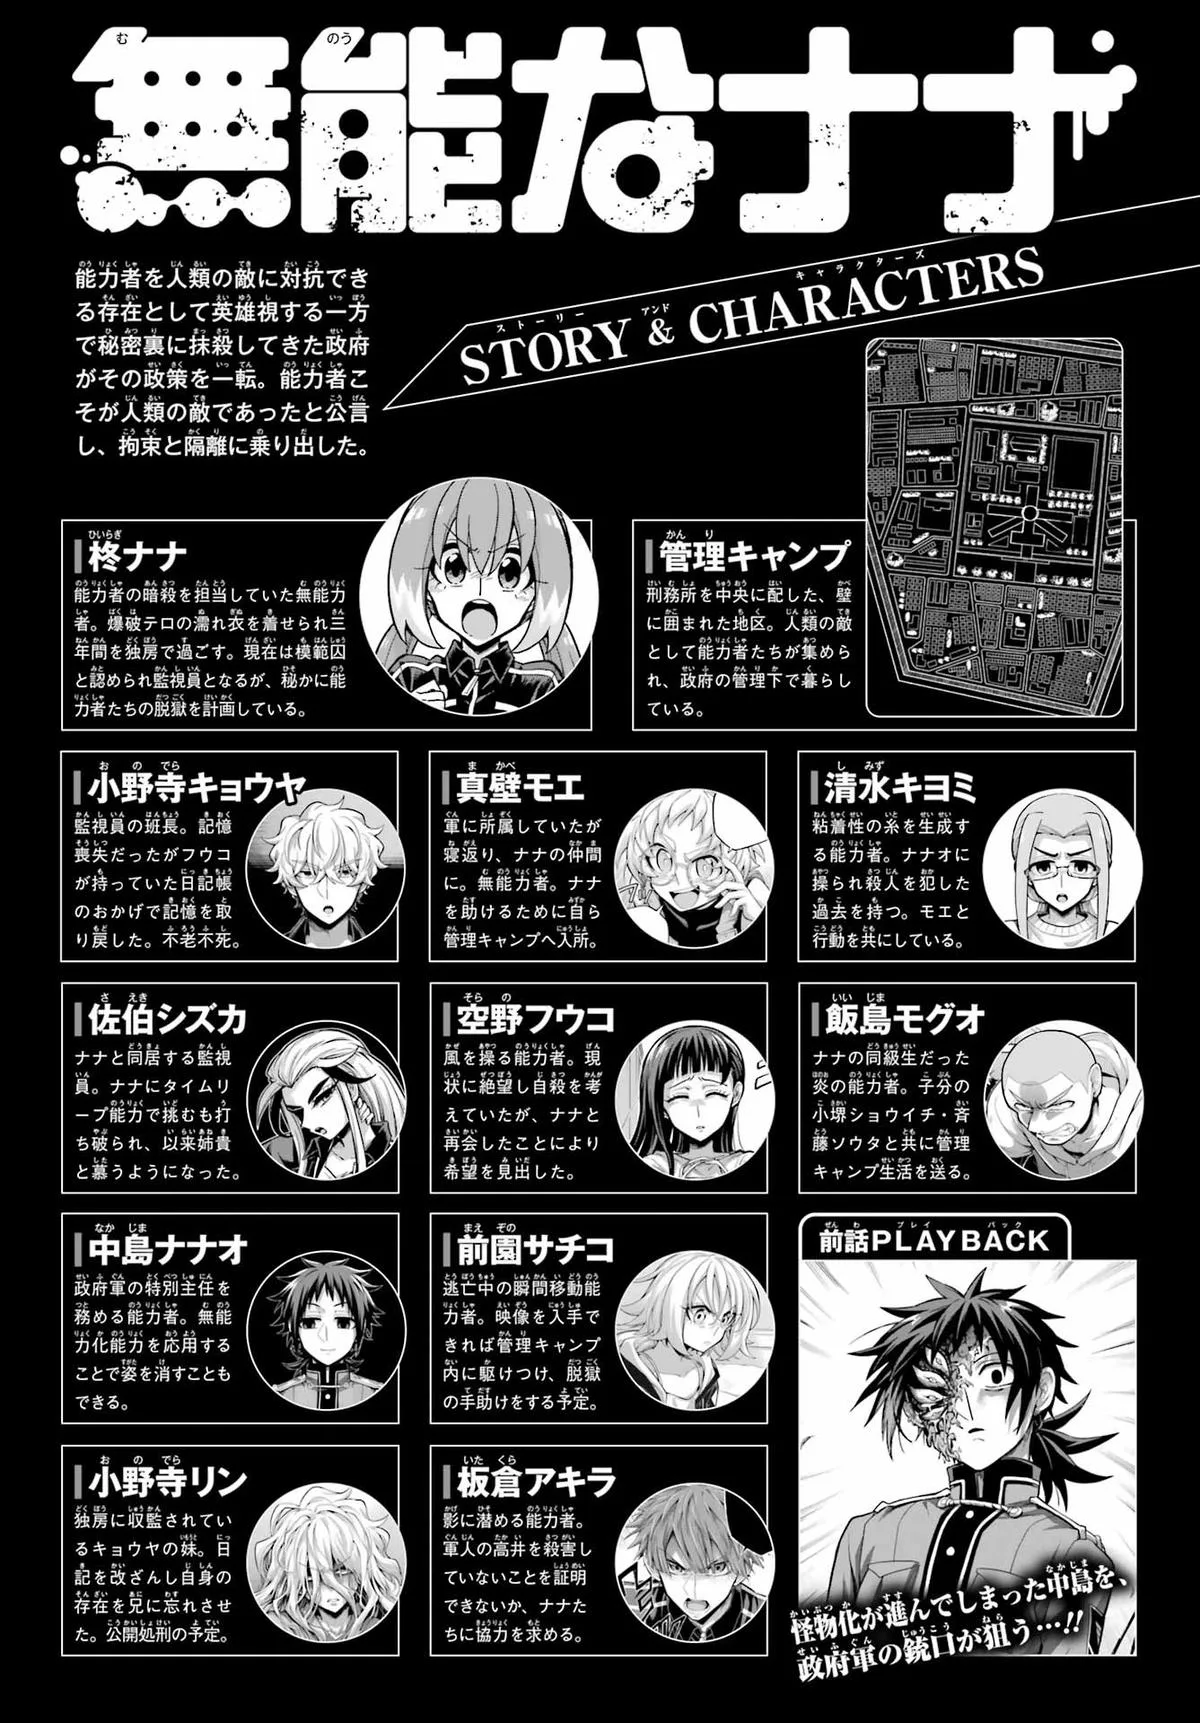 無能なナナ
STORY & CHARACTERS
能力者を人類の敵に対抗でき
る存在として英雄視する一方
で秘密裏に抹殺してきた政府
がその政策を一転。能力者こ
そが人類の敵であったと公言
し、拘束と隔離に乗り出した。
柊ナナ
能力者の暗殺を担当していた無能力
者。爆破テロの濡れ衣を着せられ三
年間を独房で過ごす。現在は模範囚
と認められ監視員となるが、秘かに能
力者たちの脱獄を計画している。
管理キャンプ
刑務所を中央に配した、壁
に囲まれた地区。人類の敵
として能力者たちが集めら
れ、政府の管理下で暮らし
ている。
小野寺キョウヤ
監視員の班長。記憶
喪失だったがフウコ
が持っていた日記帳
のおかげで記憶を取
り戻した。不老不死。
真壁モエ
軍に所属していたが
寝返り、ナナの仲間
に。無能力者。ナナ
を助けるために自ら
管理キャンプへ入所。
清水キヨミ
粘着性の糸を生成す
る能力者。ナナオに
操られ殺人を犯した
過去を持つ。モエと
行動を共にしている。
佐伯シズカ
ナナと同居する監視
員。ナナにタイムリ
ープ能力で挑むも打
ち破られ、以来姉貴
と慕うようになった。
空野フウコ
風を操る能力者。現
状に絶望し自殺を考
えていたが、ナナと
再会したことにより
希望を見出した。
飯島モグオ
ナナの同級生だった
炎の能力者。子分の
小堺ショウイチ・斉
藤ソウタと共に管理
キャンプ生活を送る。
中島ナナオ
政府軍の特別主任を
務める能力者。無能
力化能力を応用する
ことで姿を消すことも
できる。
前園サチコ
逃亡中の瞬間移動能
力者。映像を入手で
きれば管理キャンプ
内に駆けつけ、脱獄
の手助けをする予定。
前話PLAYBACK
怪物化が進んでしまった中島を、
政府軍の銃口が狙う…!!
小野寺リン
独房に収監されてい
るキョウヤの妹。日
記を改ざんし自身の
存在を兄に忘れさせ
た。公開処刑の予定。
板倉アキラ
影に潜める能力者。
軍人の高井を殺害し
ていないことを証明
できないか、ナナた
ちに協力を求める。